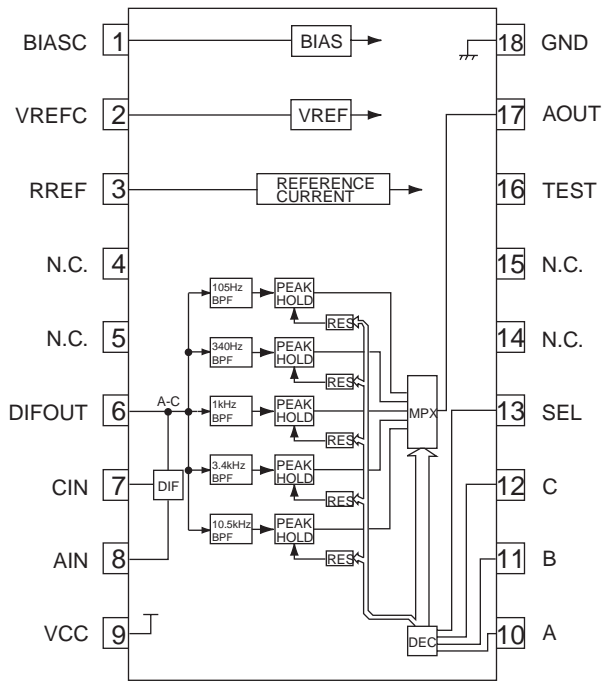 BIASC 1 BIAS 18 GND
VREFC 2 VREF 17 AOUT
RREF 3 REFERENCE CURRENT 16 TEST
N.C. 4 15 N.C.
105Hz BPF PEAK HOLD
RES
N.C. 5 14 N.C.
340Hz BPF PEAK HOLD
RES
DIFOUT 6 A-C 1kHz BPF PEAK HOLD MPX 13 SEL
RES
CIN 7 DIF 3.4kHz BPF PEAK HOLD 12 C
RES
10.5kHz BPF PEAK HOLD
AIN 8 RES 11 B
VCC 9 DEC 10 A